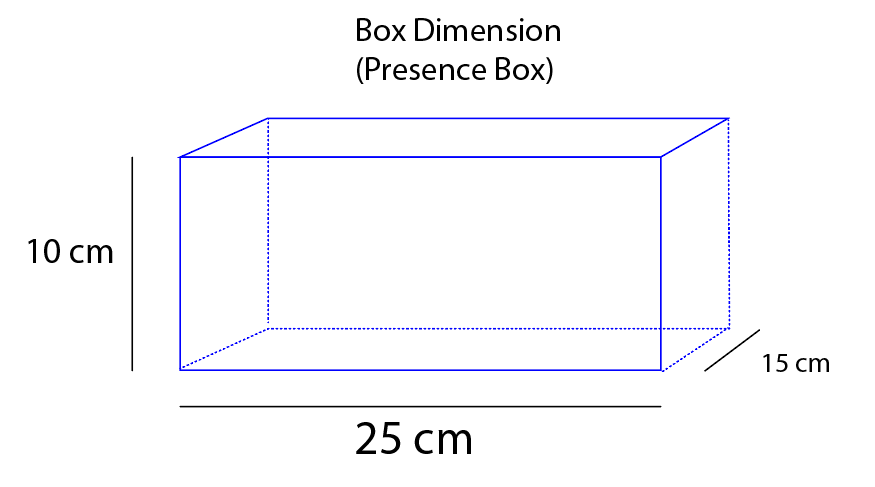 Box Dimension
(Presence Box)
10 cm
15 cm
25 cm